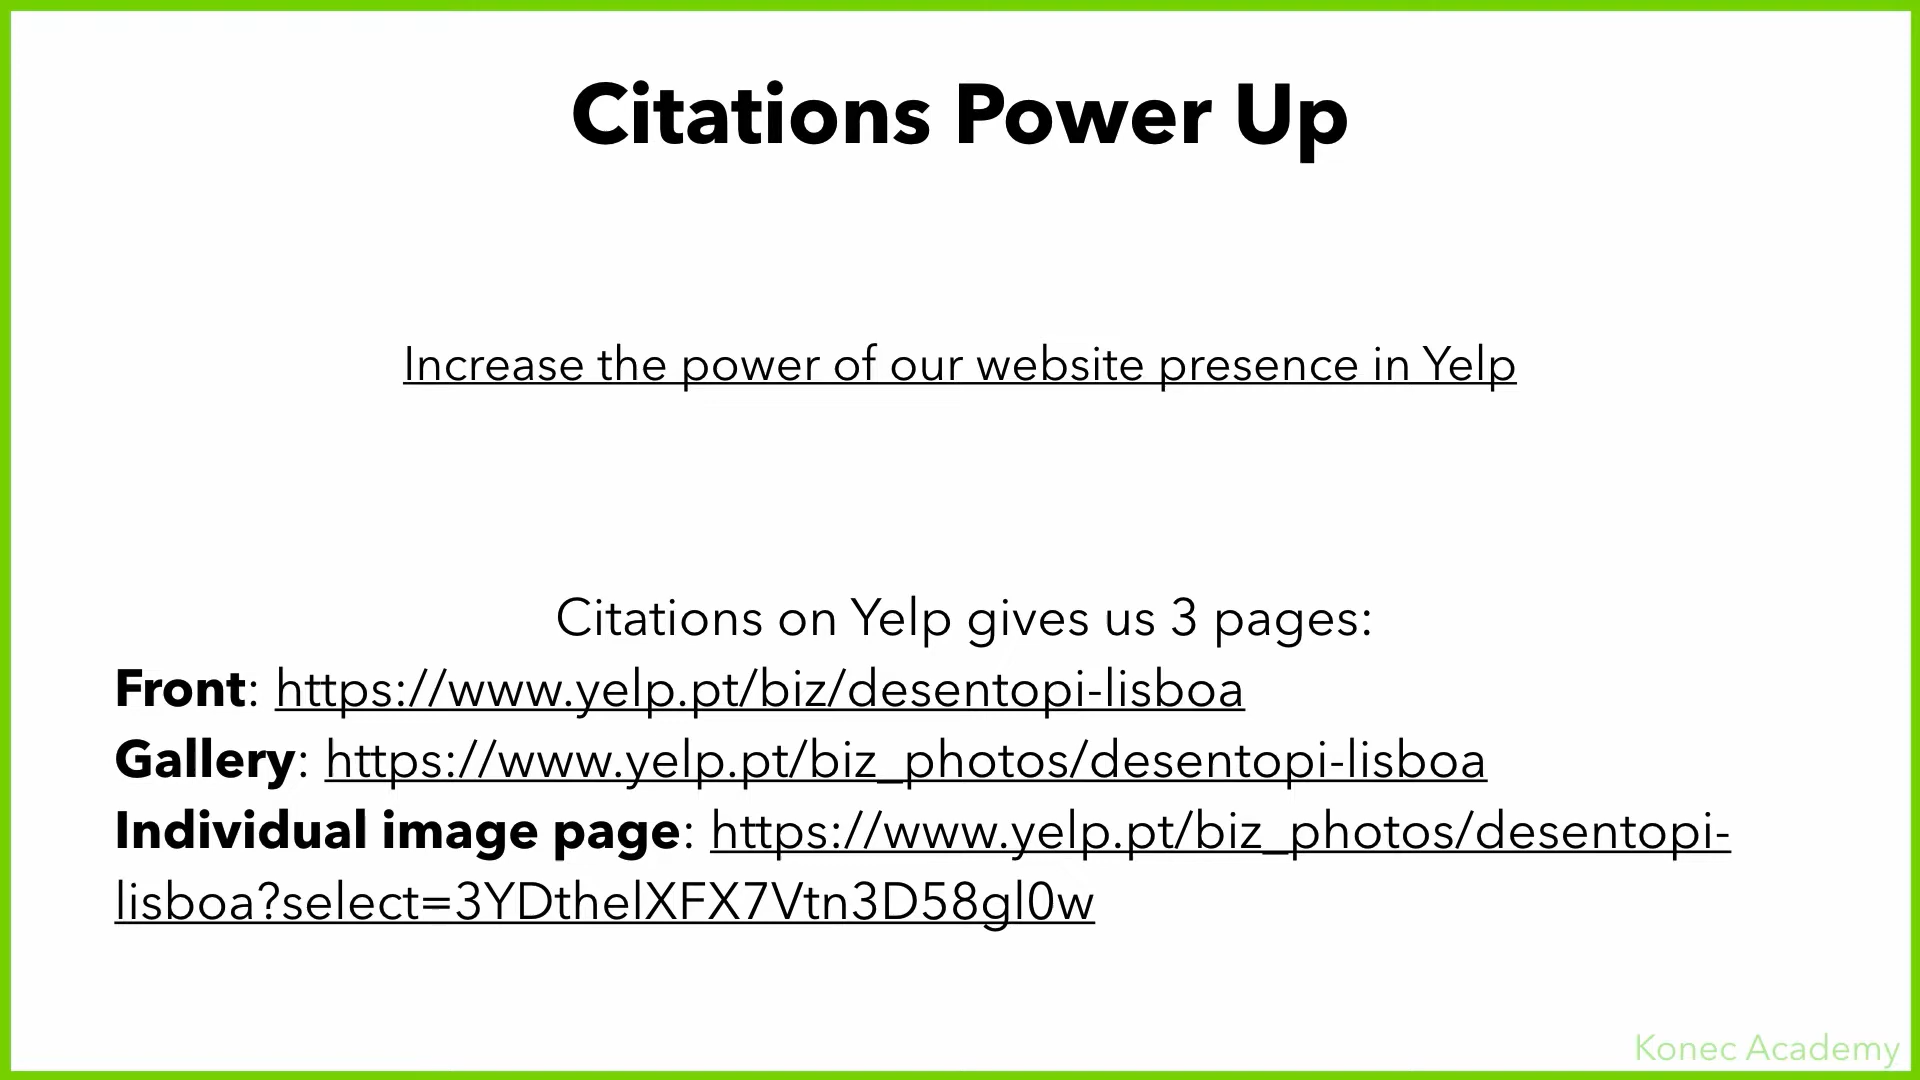 Citations Power Up
Increase the power of our website presence in Yelp
Citations on Yelp gives us 3 pages:
Front: https://www.yelp.pt/biz/desentopi-lisboa
Gallery: https://www.yelp.pt/biz_photos/desentopi-lisboa
Individual image page: https://www.yelp.pt/biz_photos/desentopi-
lisboa?select=3YDthelXFX7Vtn3D58gl0w
Konec Academy